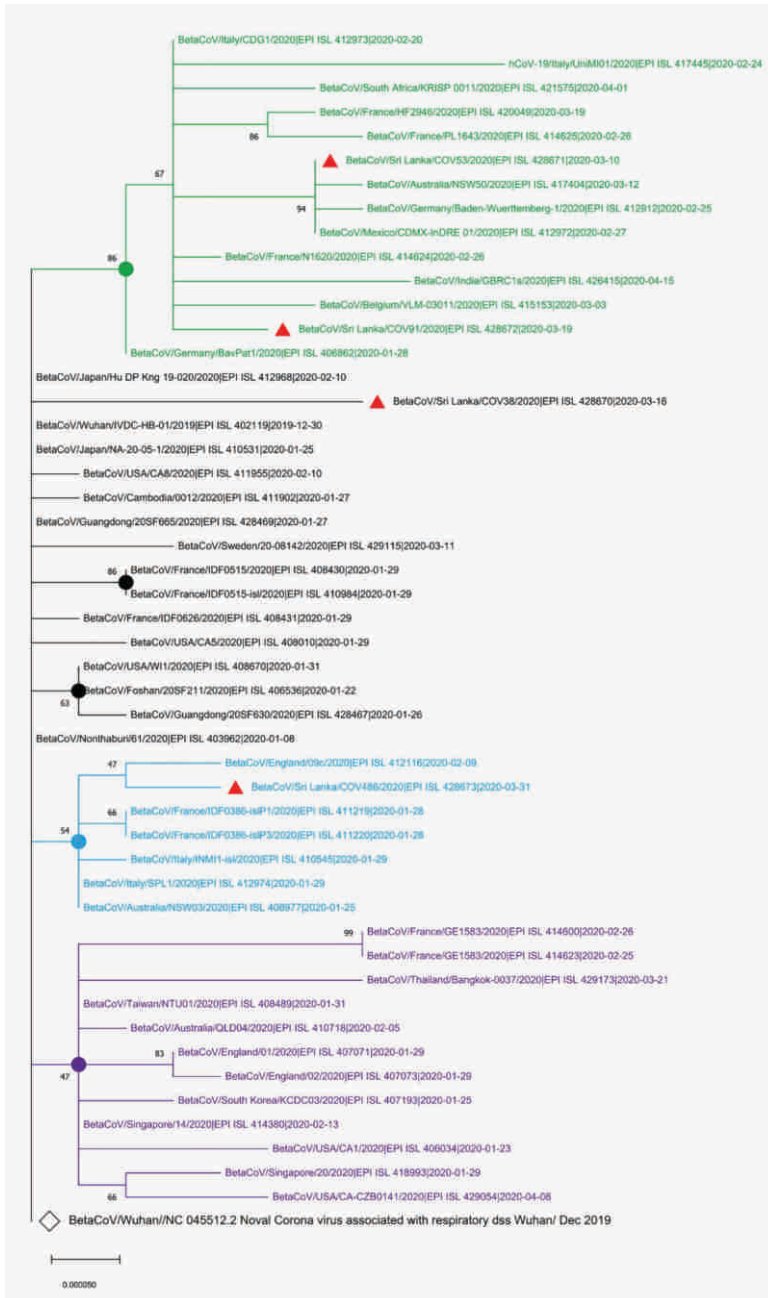 BetaCoV/Italy/CDG1/2020|EPI ISL 412973|2020-02-20
hCoV-19/Italy/UniMI01/2020|EPI ISL 417445|2020-02-24
BetaCoV/South Africa/KRISP 0011/2020|EPI ISL 421575|2020-04-01
BetaCoV/France/HF2946/2020|EPI ISL 420049|2020-03-19
86
BetaCoV/France/PL1643/2020|EPI ISL 414625|2020-02-26
BetaCoV/Sri Lanka/COV53/2020|EPI ISL 428671|2020-03-10
67
BetaCoV/Australia/NSW50/2020|EPI ISL 417404|2020-03-12
94
BetaCoV/Germany/Baden-Wuerttemberg-1/2020|EPI ISL 412912|2020-02-25
BetaCoV/Mexico/CDMX-InDRE 01/2020|EPI ISL 412972|2020-02-27
86
BetaCoV/France/N1620/2020|EPI ISL 414624|2020-02-26
BetaCoV/India/GBRC1s/2020|EPI ISL 426415|2020-04-15
BetaCoV/Belgium/VLM-03011/2020|EPI ISL 415153|2020-03-03
BetaCoV/Sri Lanka/COV91/2020|EPI ISL 428672|2020-03-19
BetaCoV/Germany/BavPat1/2020|EPI ISL 406862|2020-01-28
BetaCoV/Japan/Hu DP Kng 19-020/2020|EPI ISL 412968|2020-02-10
BetaCoV/Sri Lanka/COV38/2020|EPI ISL 428670|2020-03-16
BetaCoV/Wuhan/IVDC-HB-01/2019|EPI ISL 402119|2019-12-30
BetaCoV/Japan/NA-20-05-1/2020|EPI ISL 410531|2020-01-25
BetaCoV/USA/CA8/2020|EPI ISL 411955|2020-02-10
BetaCoV/Cambodia/0012/2020|EPI ISL 411902|2020-01-27
BetaCoV/Guangdong/20SF665/2020|EPI ISL 428469|2020-01-27
BetaCoV/Sweden/20-08142/2020|EPI ISL 429115|2020-03-11
86
BetaCoV/France/IDF0515/2020|EPI ISL 408430|2020-01-29
BetaCoV/France/IDF0515-isl/2020|EPI ISL 410984|2020-01-29
BetaCoV/France/IDF0626/2020|EPI ISL 408431|2020-01-29
BetaCoV/USA/CA5/2020|EPI ISL 408010|2020-01-29
BetaCoV/USA/WI1/2020|EPI ISL 408670|2020-01-31
BetaCoV/Foshan/20SF211/2020|EPI ISL 406536|2020-01-22
63
BetaCoV/Guangdong/20SF630/2020|EPI ISL 428467|2020-01-26
BetaCoV/Nonthaburi/61/2020|EPI ISL 403962|2020-01-08
47
BetaCoV/England/09c/2020|EPI ISL 412116|2020-02-09
BetaCoV/Sri Lanka/COV486/2020|EPI ISL 428673|2020-03-31
66
BetaCoV/France/IDF0386-islP1/2020|EPI ISL 411219|2020-01-28
54
BetaCoV/France/IDF0386-islP3/2020|EPI ISL 411220|2020-01-28
BetaCoV/Italy/INMI1-isl/2020|EPI ISL 410545|2020-01-29
BetaCoV/Italy/SPL1/2020|EPI ISL 412974|2020-01-29
BetaCoV/Australia/NSW03/2020|EPI ISL 408977|2020-01-25
99
BetaCoV/France/GE1583/2020|EPI ISL 414600|2020-02-26
BetaCoV/France/GE1583/2020|EPI ISL 414623|2020-02-25
BetaCoV/Thailand/Bangkok-0037/2020|EPI ISL 429173|2020-03-21
BetaCoV/Taiwan/NTU01/2020|EPI ISL 408489|2020-01-31
BetaCoV/Australia/QLD04/2020|EPI ISL 410718|2020-02-05
83
BetaCoV/England/01/2020|EPI ISL 407071|2020-01-29
47
BetaCoV/England/02/2020|EPI ISL 407073|2020-01-29
BetaCoV/South Korea/KCDC03/2020|EPI ISL 407193|2020-01-25
BetaCoV/Singapore/14/2020|EPI ISL 414380|2020-02-13
BetaCoV/USA/CA1/2020|EPI ISL 406034|2020-01-23
BetaCoV/Singapore/20/2020|EPI ISL 418993|2020-01-29
66
BetaCoV/USA/CA-CZB0141/2020|EPI ISL 429054|2020-04-08
BetaCoV/Wuhan//NC 045512.2 Noval Corona virus associated with respiratory dss Wuhan/ Dec 2019
0.000050